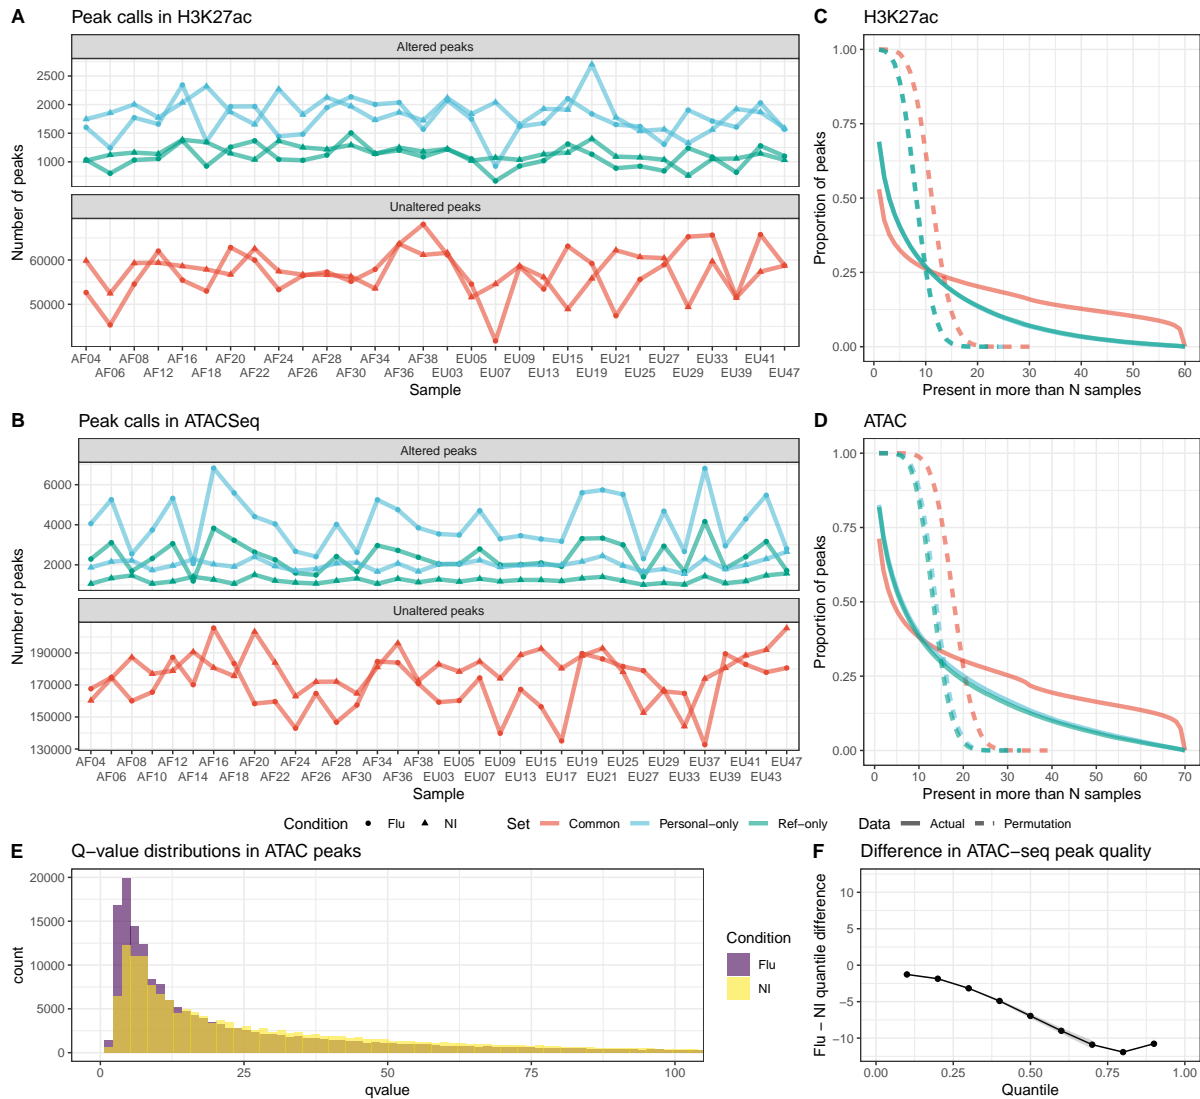 A Peak calls in H3K27ac
Altered peaks
2500
2000
1500
1000
Unaltered peaks
60000
50000
Number of peaks
AF04 AF08 AF16 AF20 AF24 AF28 AF34 AF38 EU05 EU09 EU15 EU21 EU27 EU33 EU41
AF06 AF12 AF18 AF22 AF26 AF30 AF36 EU03 EU07 EU13 EU19 EU25 EU29 EU39 EU47
Sample
C H3K27ac
1.00
0.75
0.50
0.25
0.00
Proportion of peaks
0 10 20 30 40 50 60
Present in more than N samples
B Peak calls in ATACSeq
Altered peaks
6000
4000
2000
Unaltered peaks
190000
170000
150000
130000
Number of peaks
AF04 AF08 AF12 AF16 AF20 AF24 AF28 AF34 AF38 EU05 EU09 EU15 EU19 EU25 EU29 EU37 EU41 EU47
AF06 AF10 AF14 AF18 AF22 AF26 AF30 AF36 EU03 EU07 EU13 EU17 EU21 EU27 EU33 EU39 EU43
Sample
D ATAC
1.00
0.75
0.50
0.25
0.00
Proportion of peaks
0 10 20 30 40 50 60 70
Present in more than N samples
Condition Flu NI Set Common Personal−only Ref−only Data Actual Permutation
E Q−value distributions in ATAC peaks
20000
15000
10000
5000
0
count
0 25 50 75 100
qvalue
Condition
Flu
NI
F Difference in ATAC−seq peak quality
10
5
0
−5
−10
Flu − NI quantile difference
0.00 0.25 0.50 0.75 1.00
Quantile